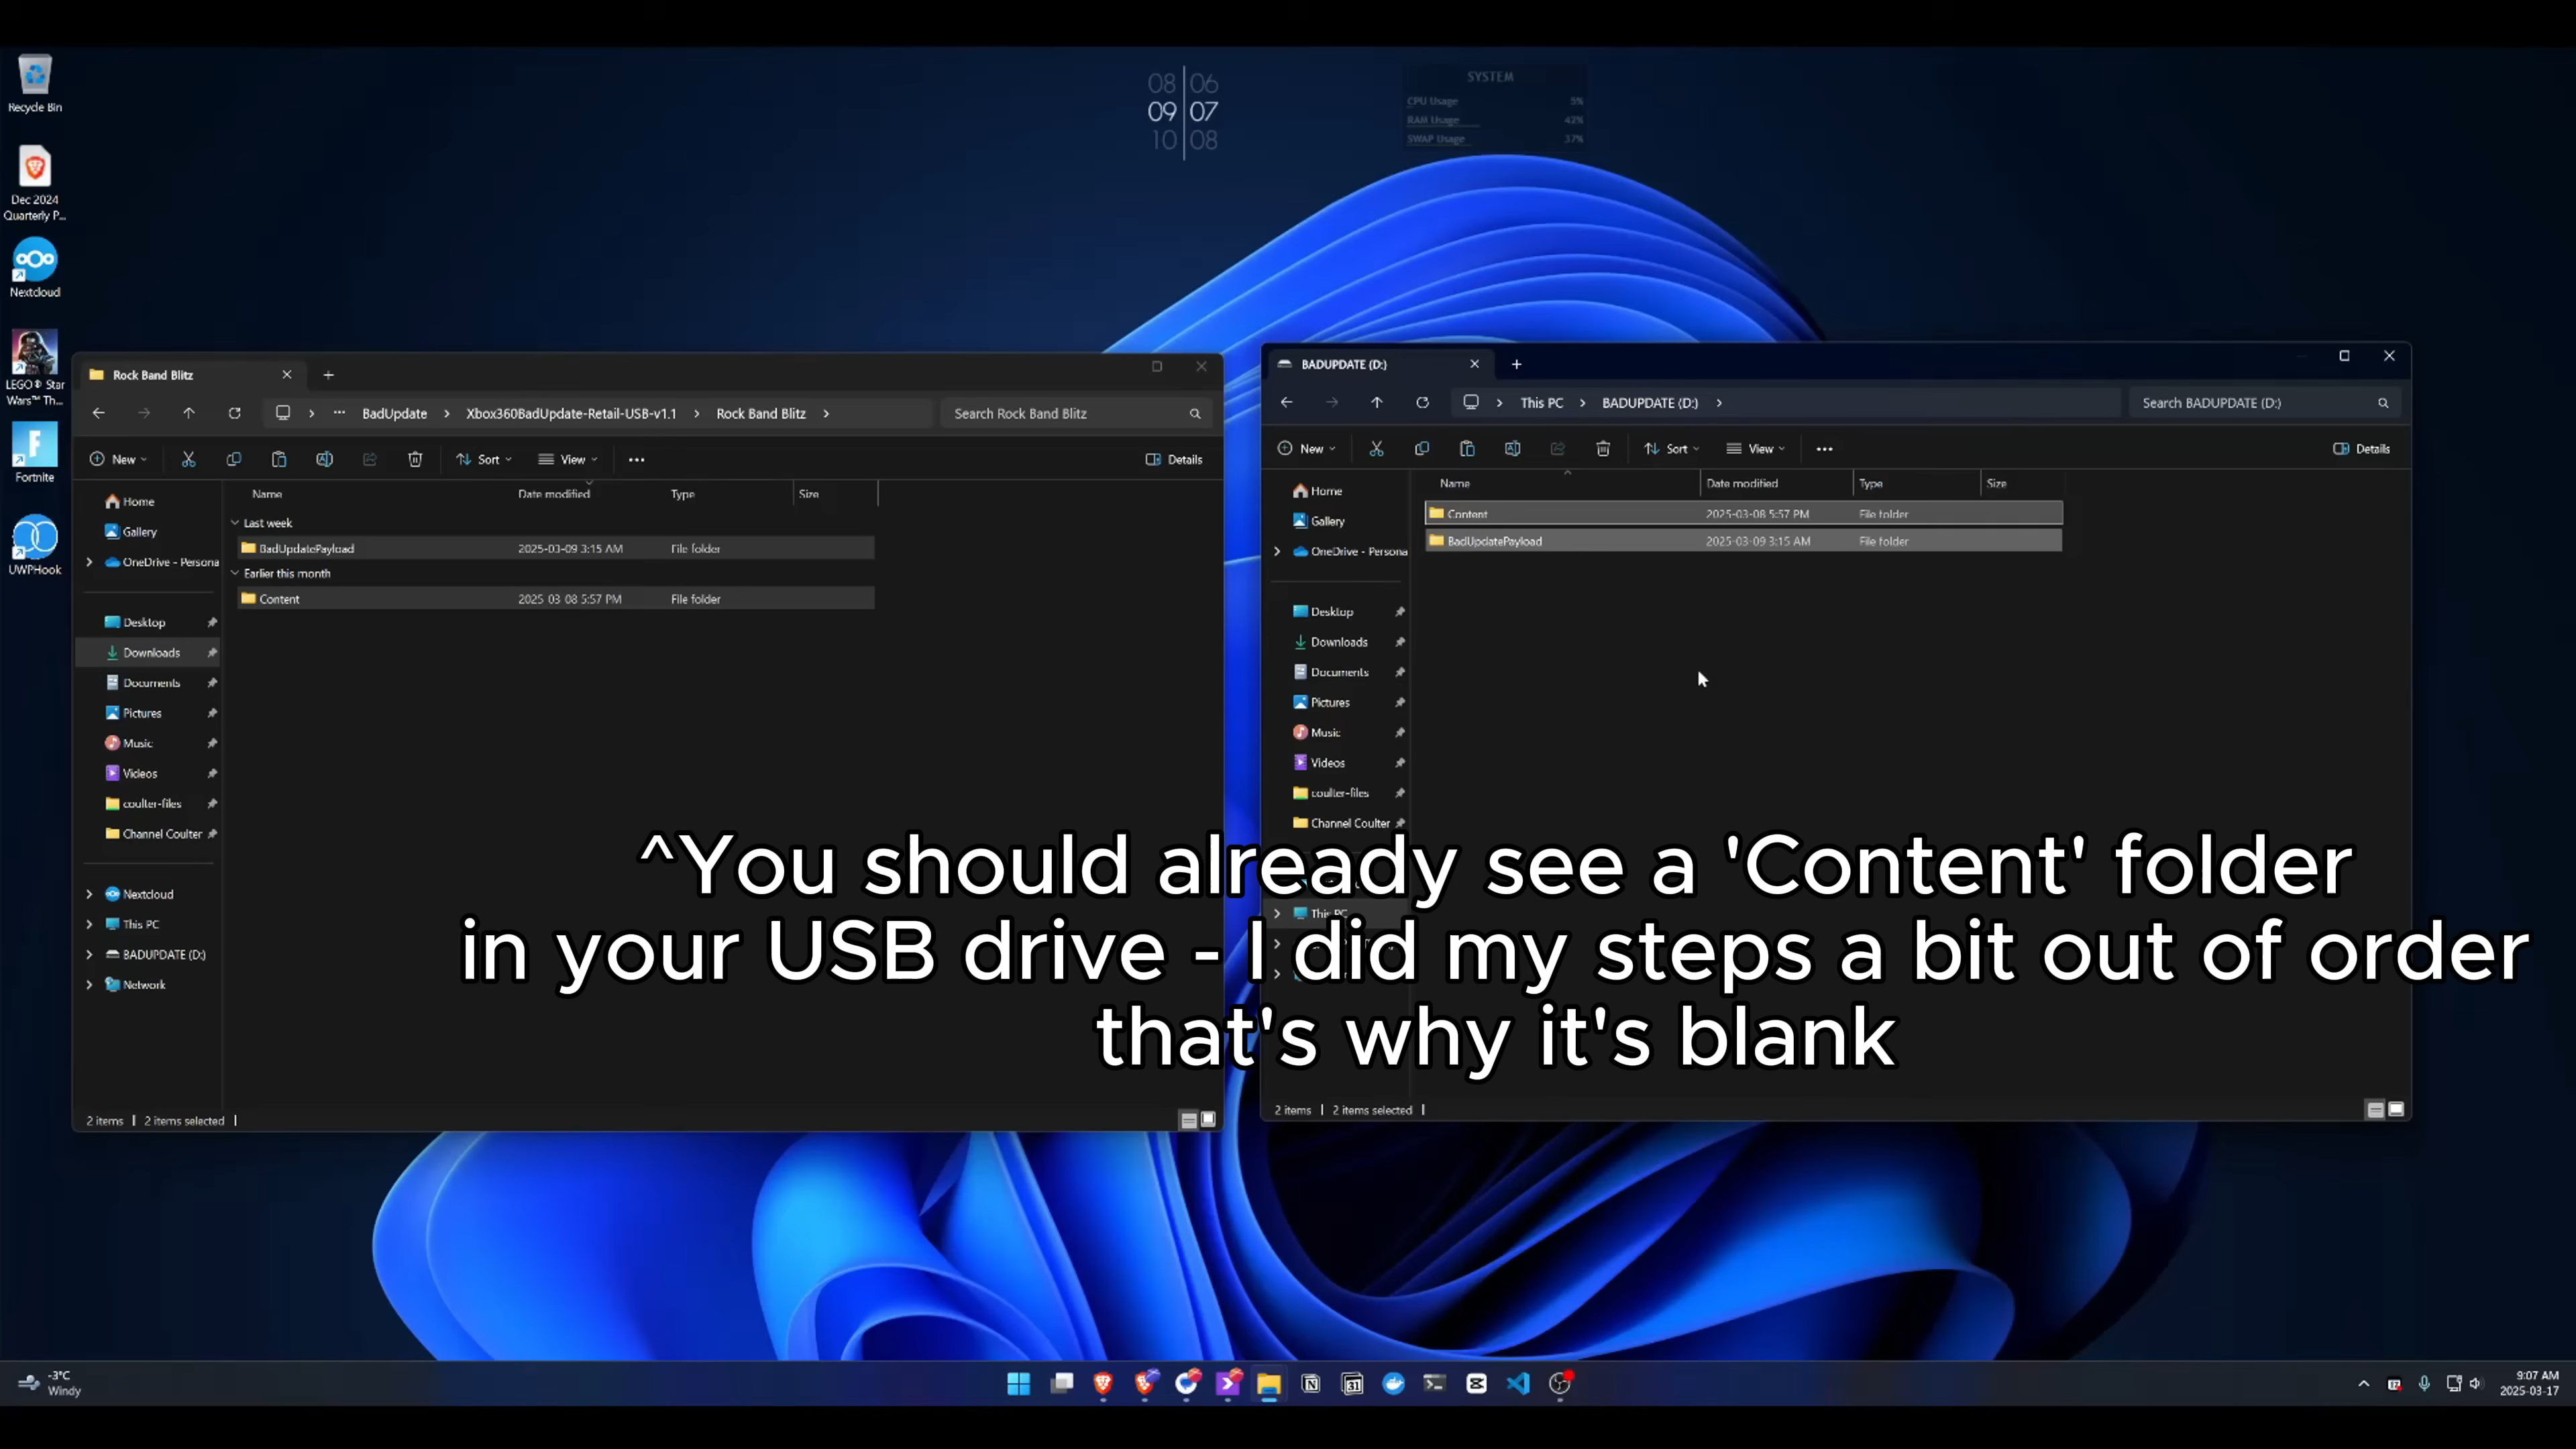 08 06
09 07
10 08
SYSTEM
CPU Usage 5%
RAM Usage 42%
SWAP Usage 37%
Recycle Bin
Dec 2024
Quarterly P...
Nextcloud
LEGO® Star
Wars™ Th...
Fortnite
UWPHook
Rock Band Blitz
BadUpdate
Xbox360BadUpdate-Retail-USB-v1.1
Rock Band Blitz
Search Rock Band Blitz
New
Sort
View
Details
Name Date modified Type Size
Last week
BadUpdatePayload 2025-03-09 3:15 AM File folder
Earlier this month
Content 2025-03-08 5:57 PM File folder
Home
Gallery
OneDrive - Persona
Desktop
Downloads
Documents
Pictures
Music
Videos
coulter-files
Channel Coulter
Nextcloud
This PC
BADUPDATE (D:)
Network
2 items 2 items selected
BADUPDATE (D:)
This PC
BADUPDATE (D:)
Search BADUPDATE (D:)
New
Sort
View
Details
Name Date modified Type Size
Content 2025-03-08 5:57 PM File folder
BadUpdatePayload 2025-03-09 3:15 AM File folder
Home
Gallery
OneDrive - Persona
Desktop
Downloads
Documents
Pictures
Music
Videos
coulter-files
Channel Coulter
This PC
2 items 2 items selected
^You should already see a 'Content' folder
in your USB drive - I did my steps a bit out of order
that's why it's blank
-3°C
Windy
31
9:07 AM
2025-03-17